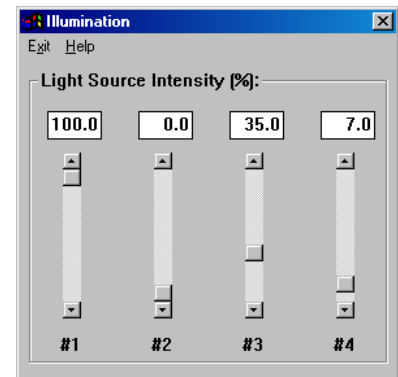 Illumination
Exit Help
Light Source Intensity (%):
100.0 0.0 35.0 7.0
#1 #2 #3 #4